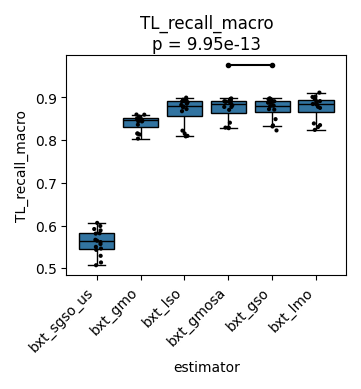 TL_recall_macro
p = 9.95e-13
TL_recall_macro
0.9
0.8
0.7
0.6
0.5
bxt_sgso_us
bxt_gmo
bxt_lso
bxt_gmosa
bxt_gso
bxt_lmo
estimator